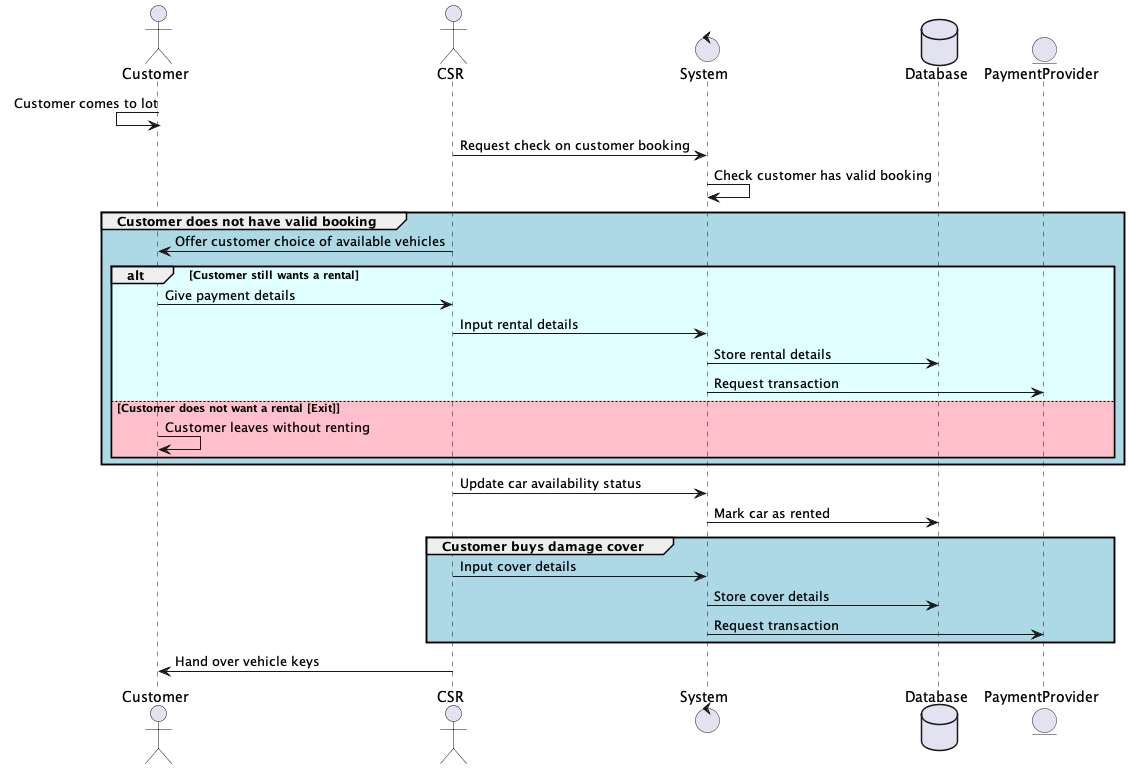 Customer
CSR
System
Database
PaymentProvider
Customer comes to lot
Request check on customer booking
Check customer has valid booking
Customer does not have valid booking
Offer customer choice of available vehicles
alt [Customer still wants a rental]
Give payment details
Input rental details
Store rental details
Request transaction
[Customer does not want a rental [Exit]]
Customer leaves without renting
Update car availability status
Mark car as rented
Customer buys damage cover
Input cover details
Store cover details
Request transaction
Hand over vehicle keys
Customer
CSR
System
Database
PaymentProvider